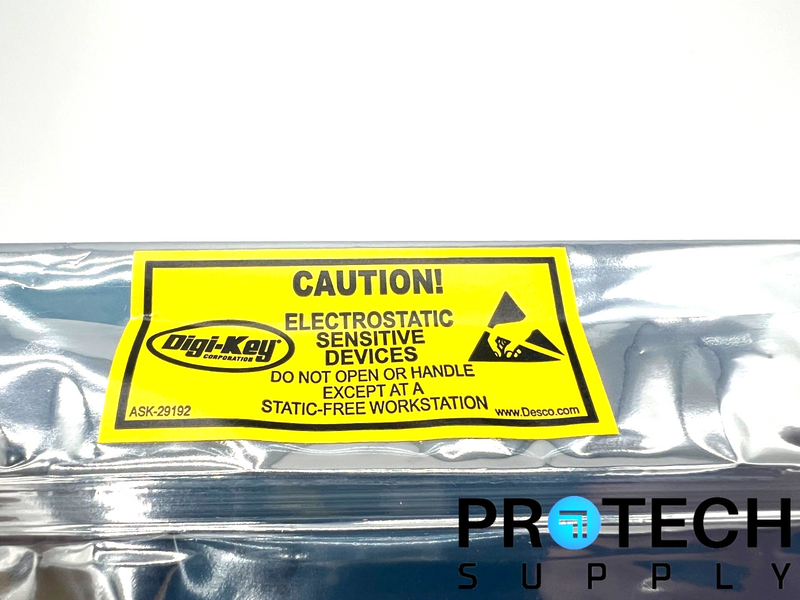 CAUTION!
Digi-Key®
CORPORATION
ELECTROSTATIC
SENSITIVE
DEVICES
DO NOT OPEN OR HANDLE
EXCEPT AT A
STATIC-FREE WORKSTATION
ASK-29192
www.Desco.com
PROTECH
SUPPLY